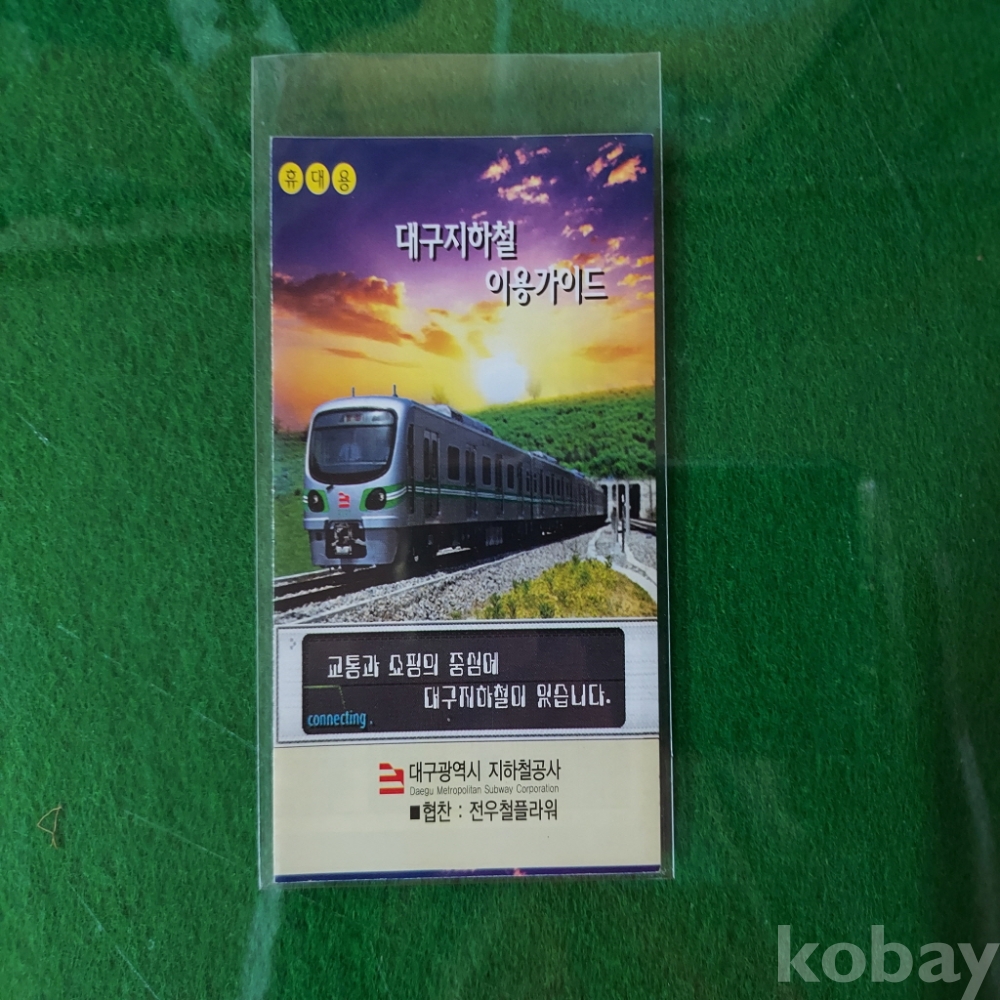 휴대용
대구지하철
이용가이드
교통과 쇼핑의 중심에
대구지하철이 있습니다.
connecting.
대구광역시 지하철공사
Daegu Metropolitan Subway Corporation
■협찬 : 전우철플라워
kobay